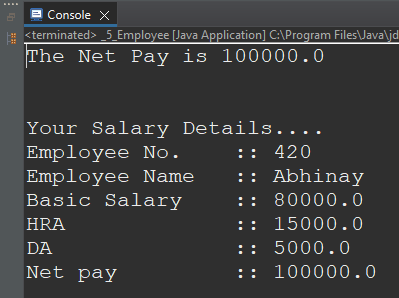 Console
<terminated> _5_Employee [Java Application] C:\Program Files\Java\jd
The Net Pay is 100000.0
Your Salary Details....
Employee No. :: 420
Employee Name :: Abhinay
Basic Salary :: 80000.0
HRA :: 15000.0
DA :: 5000.0
Net pay :: 100000.0